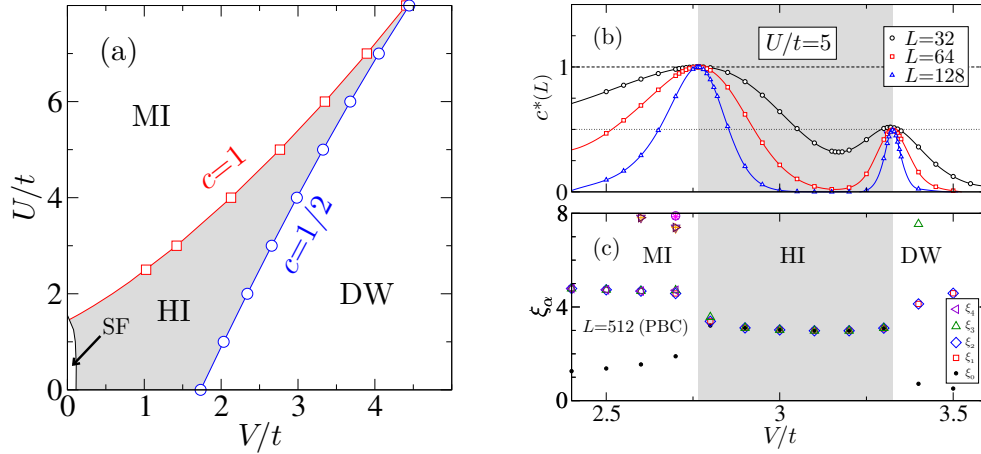 (a)
MI
c=1
c=1/2
HI
DW
SF
U/t
0
2
4
6
0
1
2
3
4
V/t
(b)
U/t=5
L=32
L=64
L=128
c*(L)
1
0
(c)
MI
HI
DW
L=512 (PBC)
ξ4
ξ3
ξ2
ξ1
ξ0
ξα
8
4
0
2.5
3
3.5
V/t